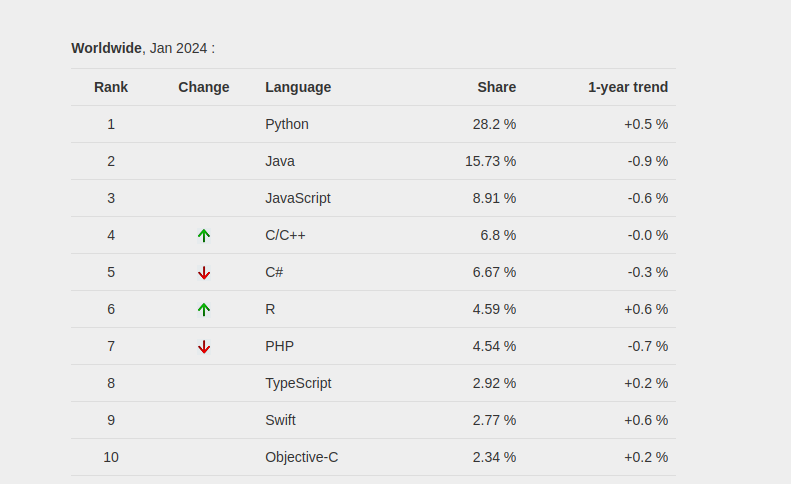 Worldwide, Jan 2024 :
Rank Change Language Share 1-year trend
1 Python 28.2 % +0.5 %
2 Java 15.73 % -0.9 %
3 JavaScript 8.91 % -0.6 %
4 C/C++ 6.8 % -0.0 %
5 C# 6.67 % -0.3 %
6 R 4.59 % +0.6 %
7 PHP 4.54 % -0.7 %
8 TypeScript 2.92 % +0.2 %
9 Swift 2.77 % +0.6 %
10 Objective-C 2.34 % +0.2 %